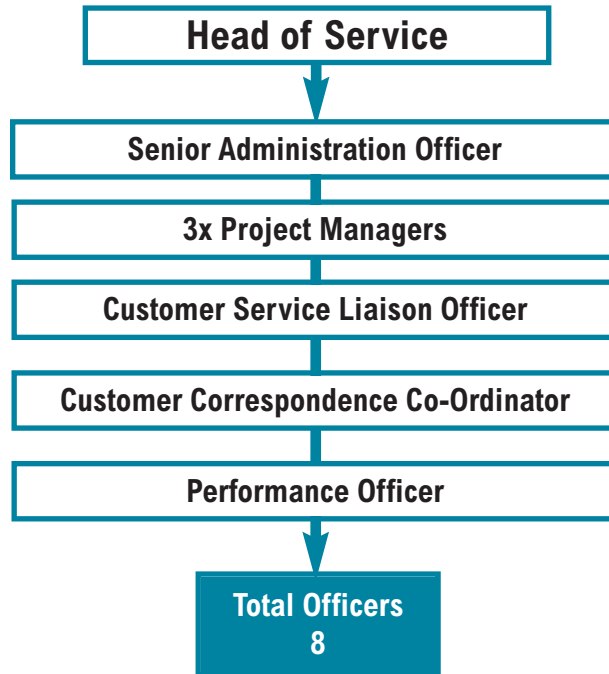 Head of Service
Senior Administration Officer
3x Project Managers
Customer Service Liaison Officer
Customer Correspondence Co-Ordinator
Performance Officer
Total Officers
8